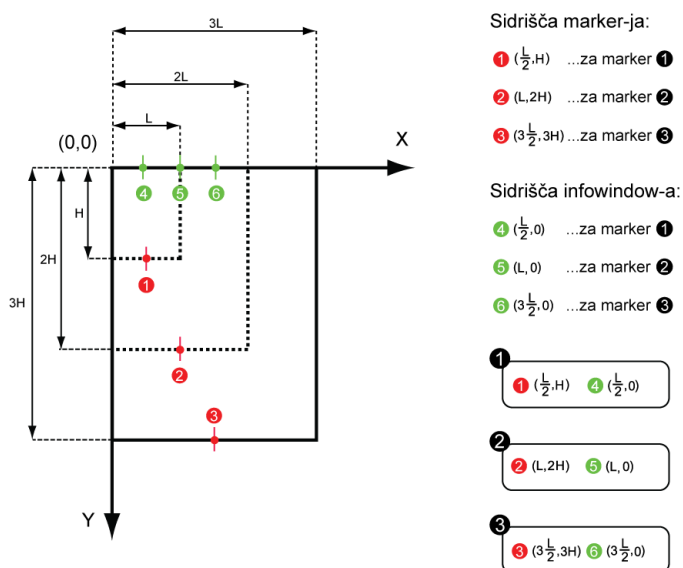 3L
2L
L
(0,0)
X
4 5 6
H
2H
3H
1
2
3
Y
Sidrišča marker-ja:
1 (L/2,H) ...za marker 1
2 (L,2H) ...za marker 2
3 (3L/2,3H) ...za marker 3
Sidrišča infowindow-a:
4 (L/2,0) ...za marker 1
5 (L,0) ...za marker 2
6 (3L/2,0) ...za marker 3
1
1 (L/2,H) 4 (L/2,0)
2
2 (L,2H) 5 (L,0)
3
3 (3L/2,3H) 6 (3L/2,0)